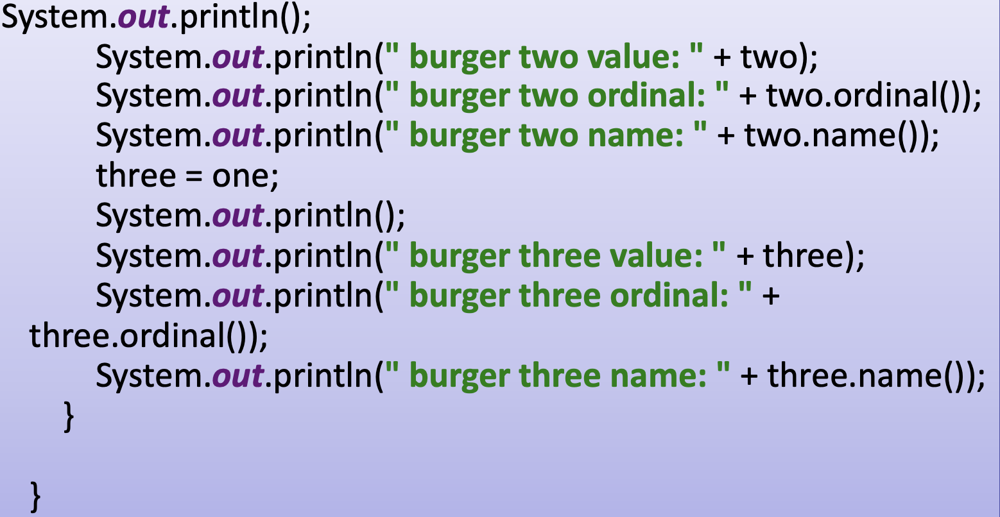 System.out.println();
System.out.println(" burger two value: " + two);
System.out.println(" burger two ordinal: " + two.ordinal());
System.out.println(" burger two name: " + two.name());
three = one;
System.out.println();
System.out.println(" burger three value: " + three);
System.out.println(" burger three ordinal: " +
three.ordinal());
System.out.println(" burger three name: " + three.name());
}
}